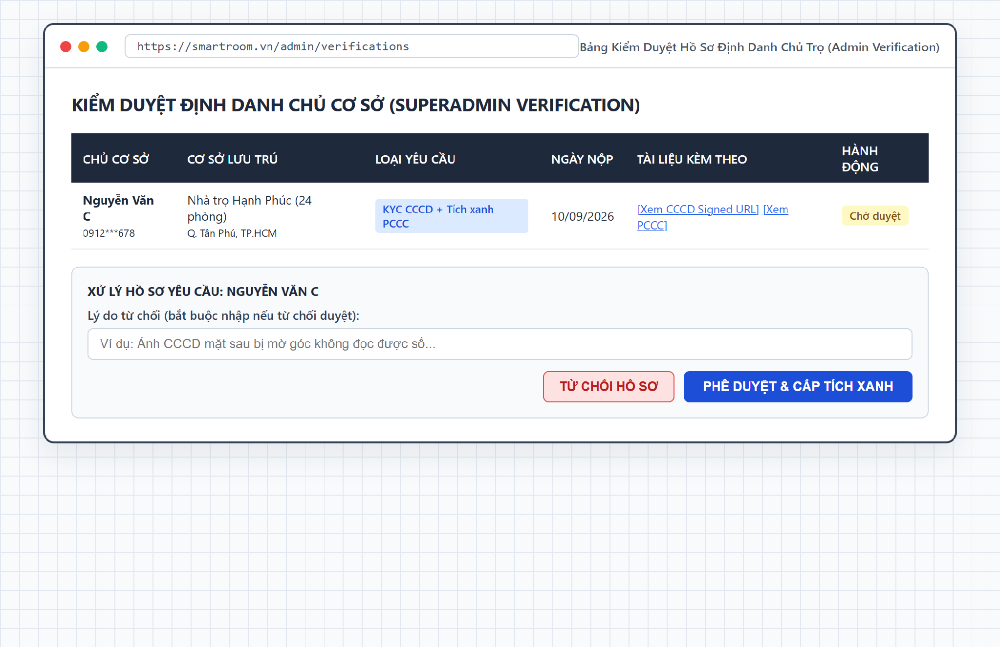 https://smartroom.vn/admin/verifications
Bảng Kiểm Duyệt Hồ Sơ Định Danh Chủ Trọ (Admin Verification)
KIỂM DUYỆT ĐỊNH DANH CHỦ CƠ SỞ (SUPERADMIN VERIFICATION)
CHỦ CƠ SỞ
CƠ SỞ LƯU TRÚ
LOẠI YÊU CẦU
NGÀY NỘP
TÀI LIỆU KÈM THEO
HÀNH
ĐỘNG
Nguyễn Văn
C
0912***678
Nhà trọ Hạnh Phúc (24
phòng)
Q. Tân Phú, TP.HCM
KYC CCCD + Tích xanh
PCCC
10/09/2026
[Xem CCCD Signed URL] [Xem
PCCC]
Chờ duyệt
XỬ LÝ HỒ SƠ YÊU CẦU: NGUYỄN VĂN C
Lý do từ chối (bắt buộc nhập nếu từ chối duyệt):
Ví dụ: Ảnh CCCD mặt sau bị mờ góc không đọc được số...
TỪ CHỐI HỒ SƠ
PHÊ DUYỆT & CẤP TÍCH XANH